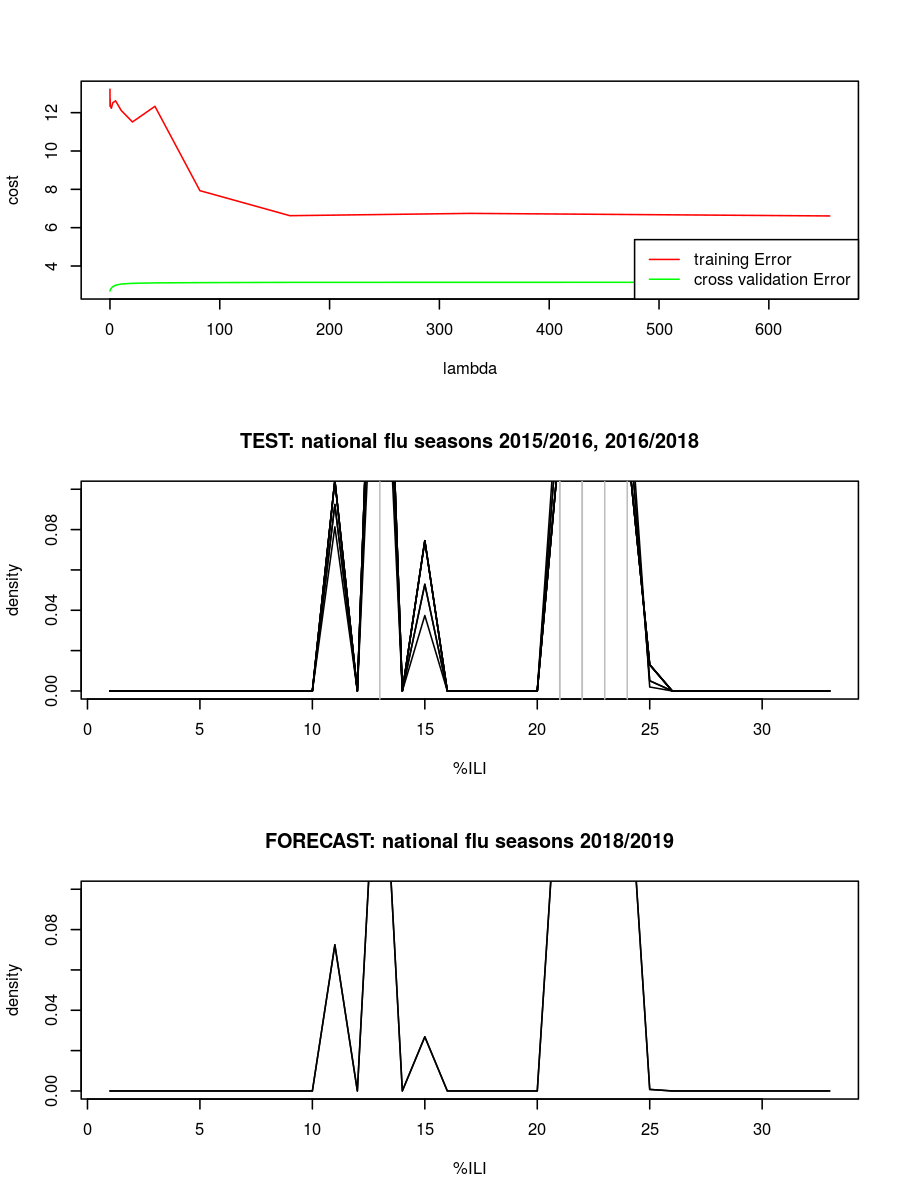 12
10
8
6
4
cost
training Error
cross validation Error
0 100 200 300 400 500 600
lambda
TEST: national flu seasons 2015/2016, 2016/2018
0.08
0.04
0.00
density
0 5 10 15 20 25 30
%ILI
FORECAST: national flu seasons 2018/2019
0.08
0.04
0.00
density
0 5 10 15 20 25 30
%ILI